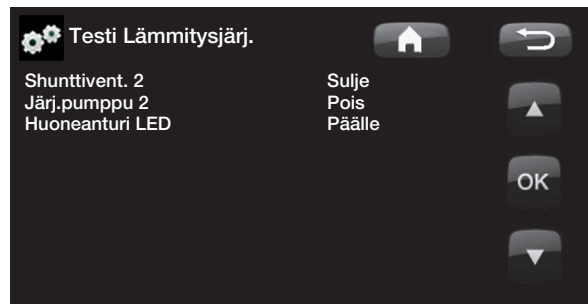 Testi Lämmitysjärj.
Shunttivent. 2 Sulje
Järj.pumppu 2 Pois
Huoneanturi LED Päälle
OK